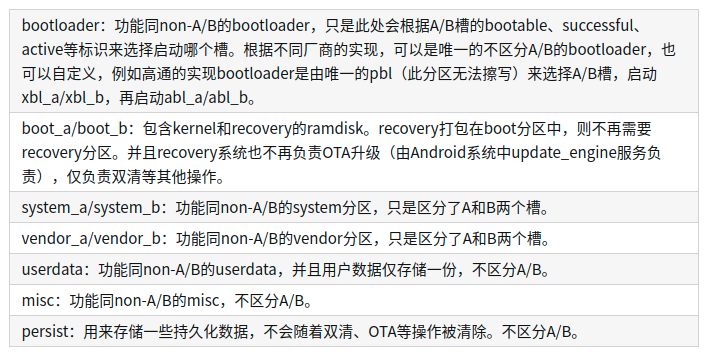 bootloader：功能同non-A/B的bootloader，只是此处会根据A/B槽的bootable、successful、
active等标识来选择启动哪个槽。根据不同厂商的实现，可以是唯一的不区分A/B的bootloader，也
可以自定义，例如高通的实现bootloader是由唯一的pbl（此分区无法擦写）来选择A/B槽，启动
xbl_a/xbl_b，再启动abl_a/abl_b。
boot_a/boot_b：包含kernel和recovery的ramdisk。recovery打包在boot分区中，则不再需要
recovery分区。并且recovery系统也不再负责OTA升级（由Android系统中update_engine服务负
责），仅负责双清等其他操作。
system_a/system_b：功能同non-A/B的system分区，只是区分了A和B两个槽。
vendor_a/vendor_b：功能同non-A/B的vendor分区，只是区分了A和B两个槽。
userdata：功能同non-A/B的userdata，并且用户数据仅存储一份，不区分A/B。
misc：功能同non-A/B的misc，不区分A/B。
persist：用来存储一些持久化数据，不会随着双清、OTA等操作被清除。不区分A/B。